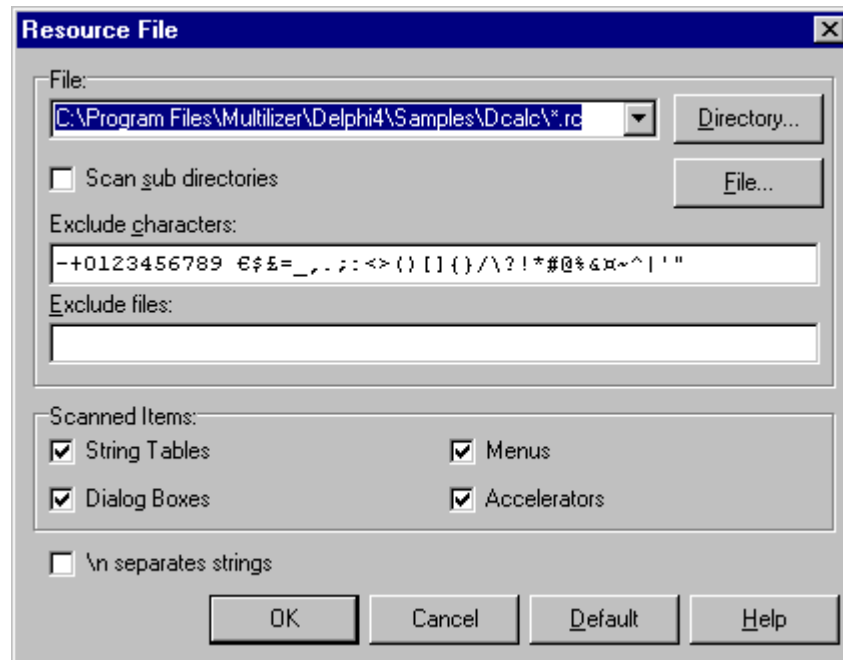 Resource File
File:
C:\Program Files\Multilizer\Delphi4\Samples\Dcalc\*.rc
Directory...
Scan sub directories
File...
Exclude characters:
-+0123456789 €$£=_,.;:<>()[]{}/\?!*#@%&¤~^|'"
Exclude files:
Scanned Items:
String Tables
Menus
Dialog Boxes
Accelerators
\n separates strings
OK Cancel Default Help